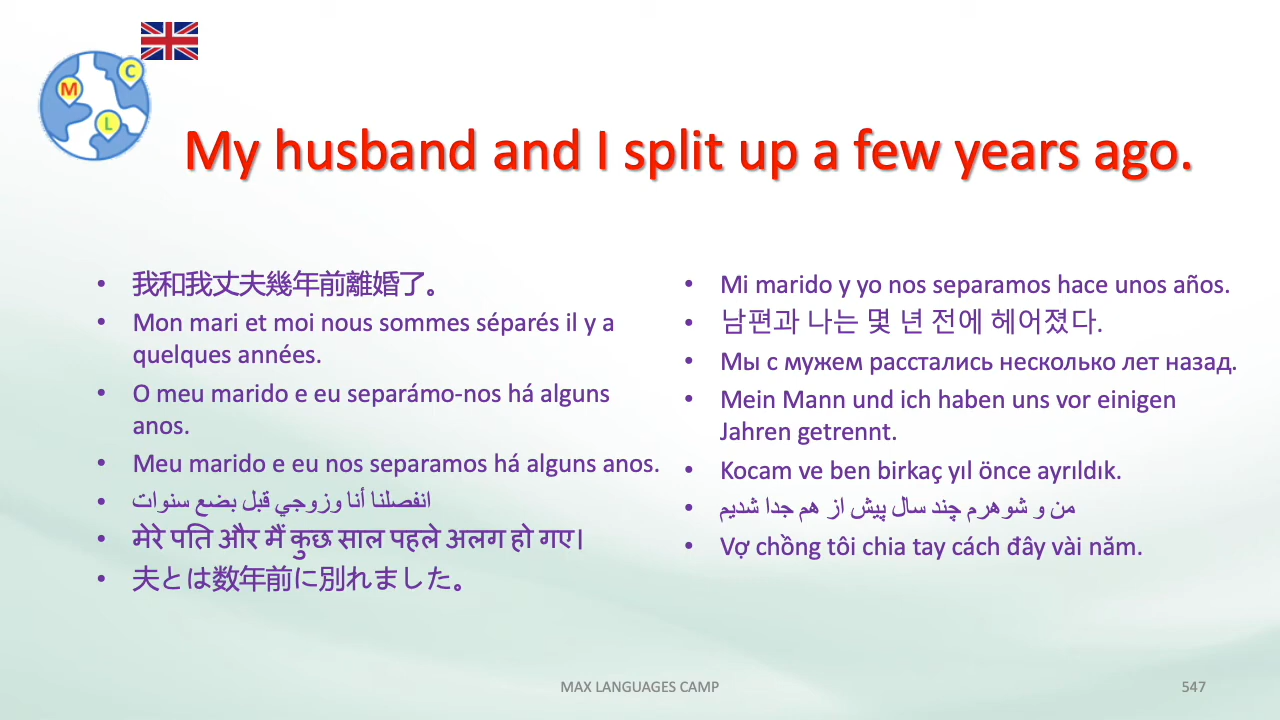 M
C
L
My husband and I split up a few years ago.
• 我和我丈夫幾年前離婚了。
• Mon mari et moi nous sommes séparés il y a
quelques années.
• O meu marido e eu separámo-nos há alguns
anos.
• Meu marido e eu nos separamos há alguns anos.
• انفصلنا أنا وزوجي قبل بضع سنوات
• मेरे पति और मैं कुछ साल पहले अलग हो गए।
• 夫とは数年前に別れました。
• Mi marido y yo nos separamos hace unos años.
• 남편과 나는 몇 년 전에 헤어졌다.
• Мы с мужем расстались несколько лет назад.
• Mein Mann und ich haben uns vor einigen
Jahren getrennt.
• Kocam ve ben birkaç yıl önce ayrıldık.
• من و شوهرم چند سال پیش از هم جدا شدیم
• Vợ chồng tôi chia tay cách đây vài năm.
MAX LANGUAGES CAMP
547